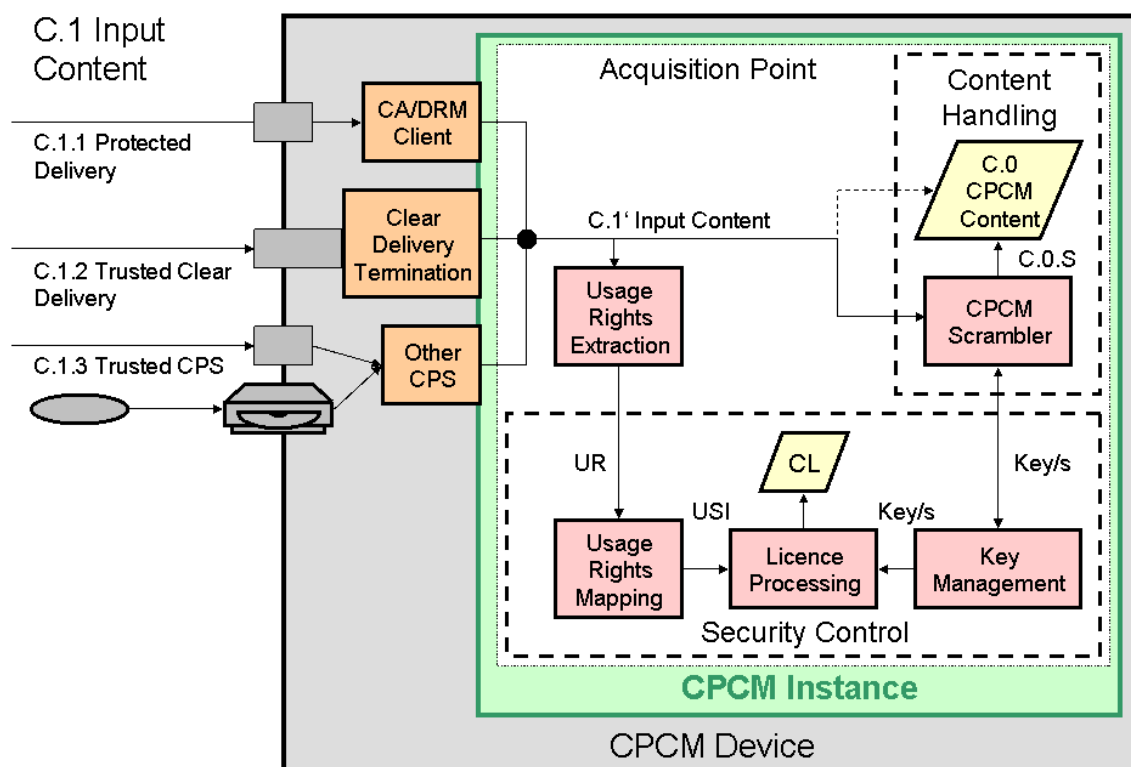 C.1 Input
Content
C.1.1 Protected
Delivery
C.1.2 Trusted Clear
Delivery
C.1.3 Trusted CPS
CA/DRM
Client
Clear
Delivery
Termination
Other
CPS
Acquisition Point
C.1‘ Input Content
Usage
Rights
Extraction
Content
Handling
C.0
CPCM
Content
C.0.S
CPCM
Scrambler
UR
CL
Key/s
USI
Key/s
Usage
Rights
Mapping
Licence
Processing
Key
Management
Security Control
CPCM Instance
CPCM Device